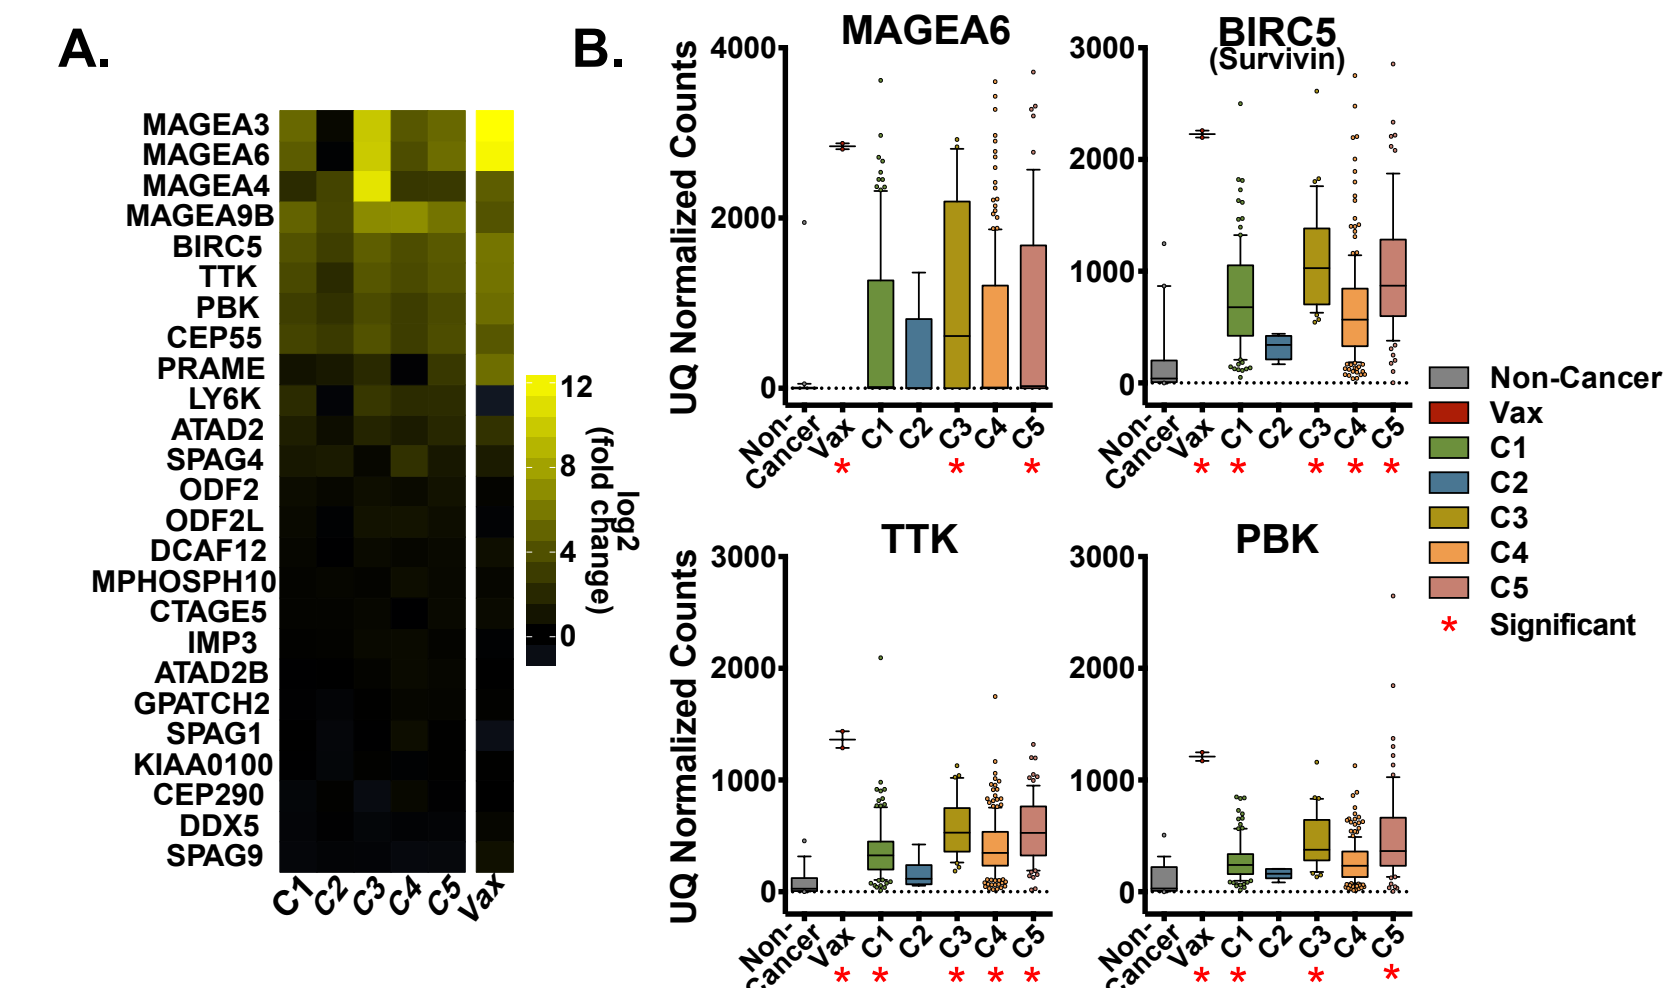 A.
MAGEA3
MAGEA6
MAGEA4
MAGEA9B
BIRC5
TTK
PBK
CEP55
PRAME
LY6K
ATAD2
SPAG4
ODF2
ODF2L
DCAF12
MPHOSPH10
CTAGE5
IMP3
ATAD2B
GPATCH2
SPAG1
KIAA0100
CEP290
DDX5
SPAG9
C1 C2 C3 C4 C5 Vax
12
8
4
0
log2
(fold change)
B.
MAGEA6
UQ Normalized Counts
4000
2000
0
Non-
Cancer Vax C1 C2 C3 C4 C5
* * *
BIRC5
(Survivin)
3000
2000
1000
0
Non-
Cancer Vax C1 C2 C3 C4 C5
* * * * *
TTK
UQ Normalized Counts
3000
2000
1000
0
Non-
Cancer Vax C1 C2 C3 C4 C5
* * * * *
PBK
3000
2000
1000
0
Non-
Cancer Vax C1 C2 C3 C4 C5
* * * *
Non-Cancer
Vax
C1
C2
C3
C4
C5
* Significant